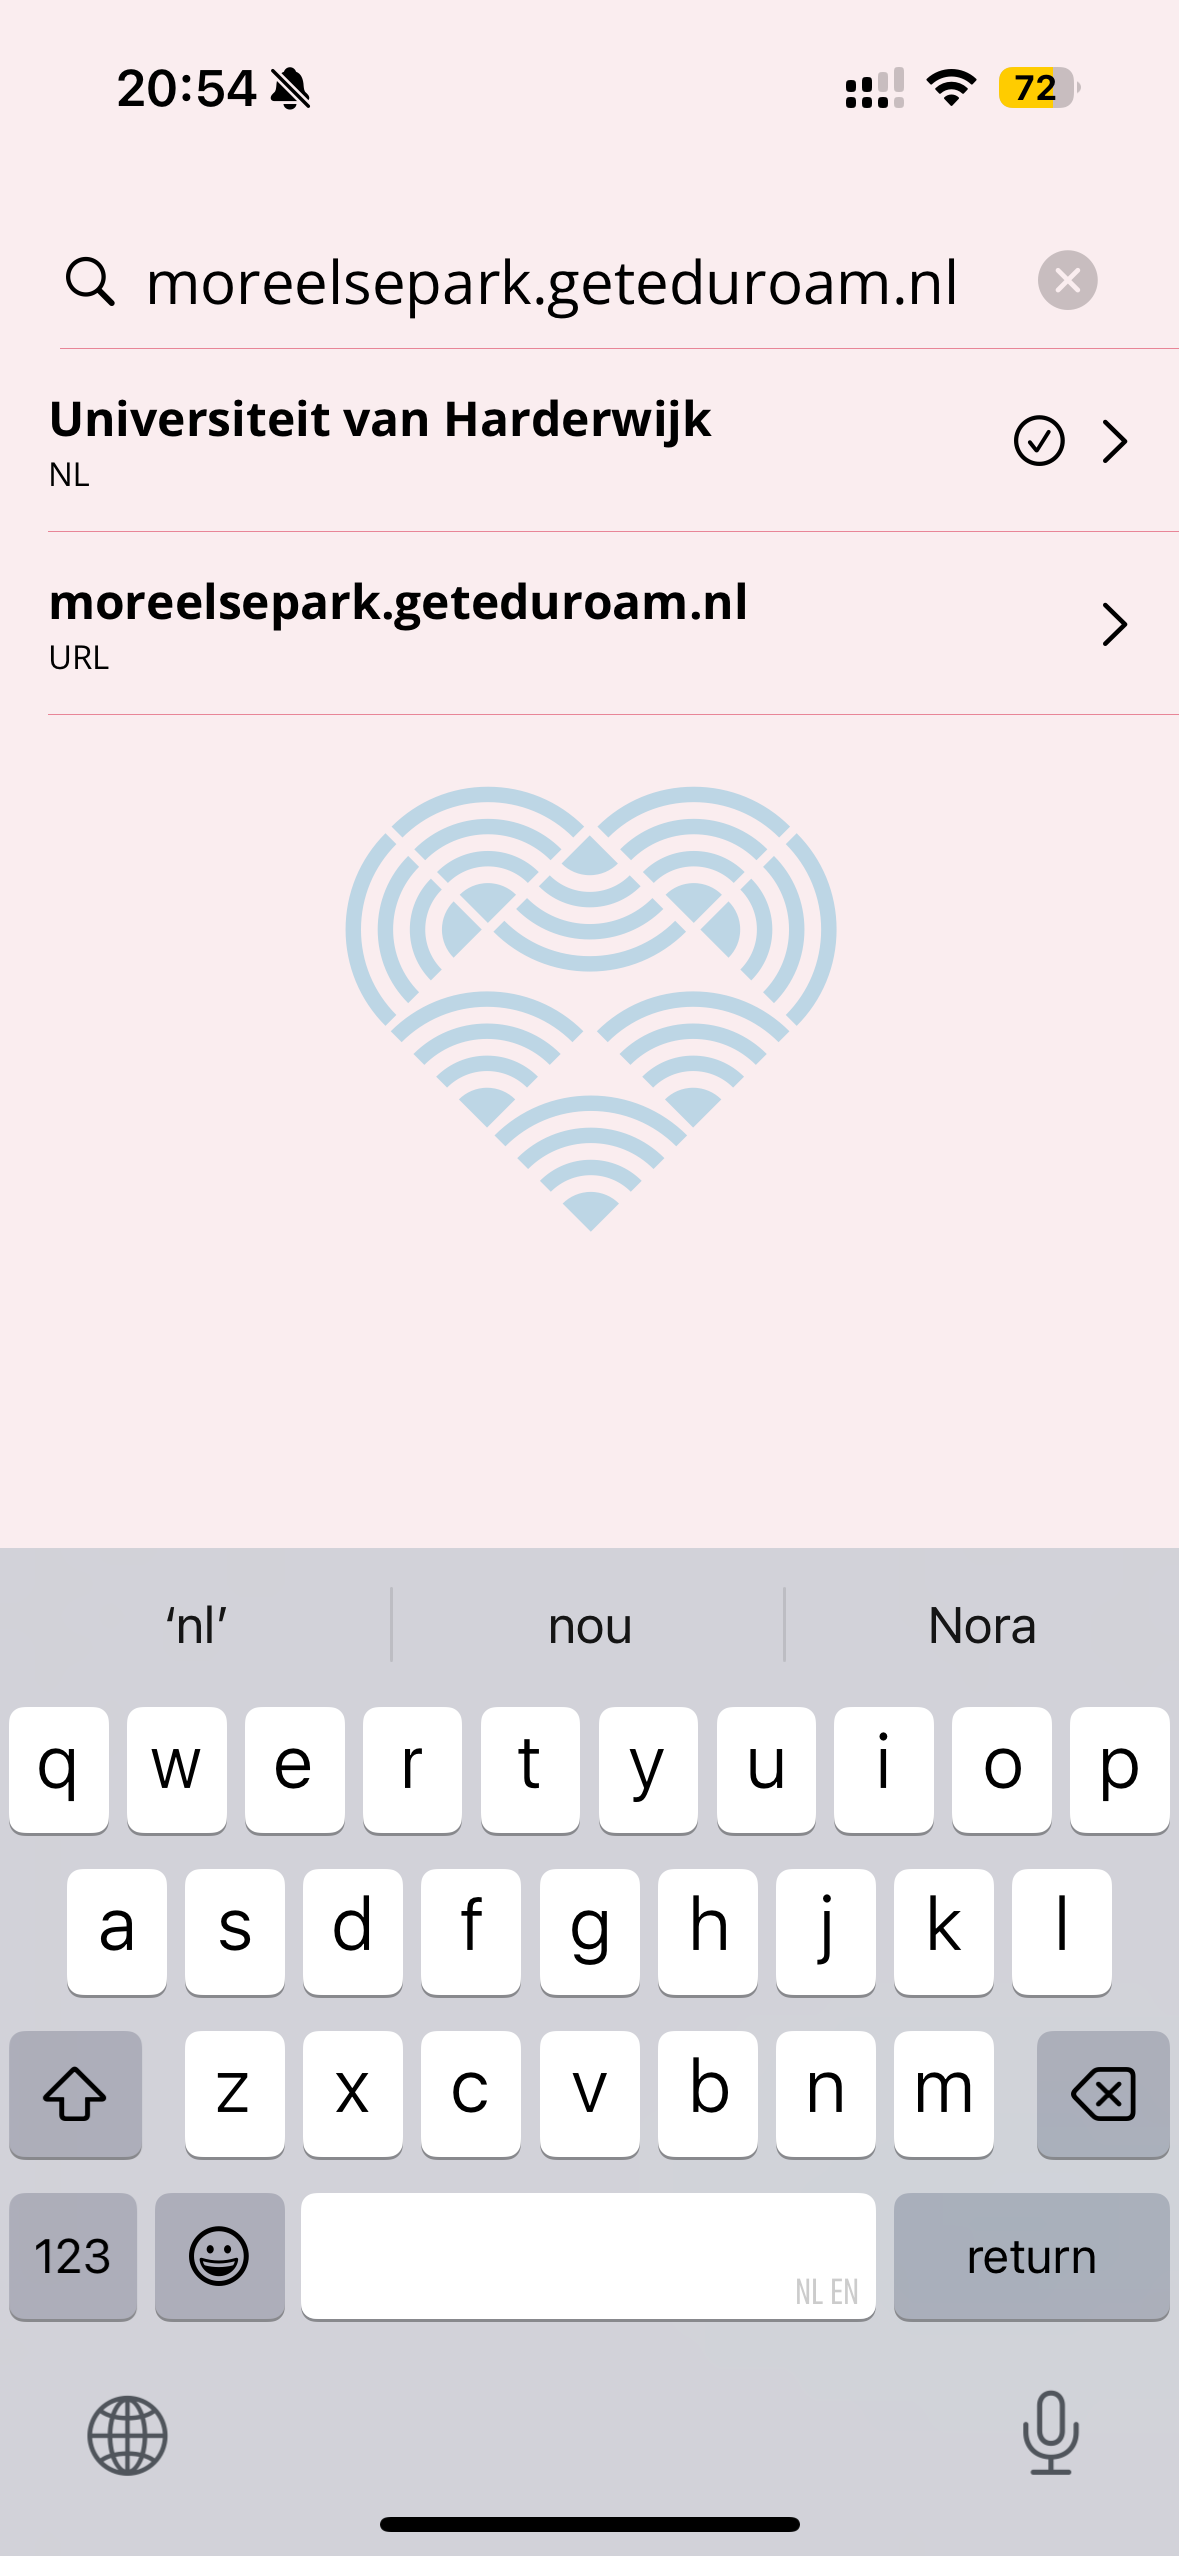 20:54
72
moreelsepark.geteduroam.nl
Universiteit van Harderwijk
NL
moreelsepark.geteduroam.nl
URL
‘nl’ nou Nora
q w e r t y u i o p
a s d f g h j k l
z x c v b n m
123 NL EN return